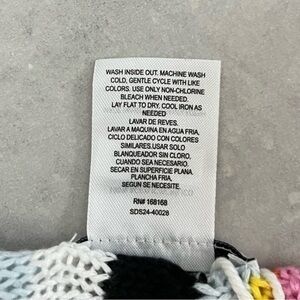 WASH INSIDE OUT. MACHINE WASH
COLD, GENTLE CYCLE WITH LIKE
COLORS. USE ONLY NON-CHLORINE
BLEACH WHEN NEEDED.
LAY FLAT TO DRY. COOL IRON AS
NEEDED
LAVAR DE REVES.
LAVAR A MAQUINA EN AGUA FRIA,
CICLO DELICADO CON COLORES
SIMILARES.USAR SOLO
BLANQUEADOR SIN CLORO,
CUANDO SEA NECESARIO.
SECAR EN SUPERFICIE PLANA.
PLANCHA FRIA,
SEGUN SE NECESITE.
RN# 168168
SDS24-40028